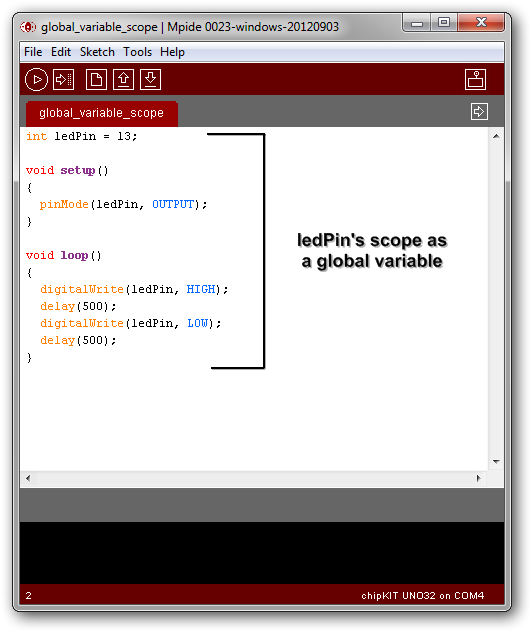 global_variable_scope | Mpide 0023-windows-20120903
File Edit Sketch Tools Help
global_variable_scope
int ledPin = 13;
void setup()
{
pinMode(ledPin, OUTPUT);
}
void loop()
{
digitalWrite(ledPin, HIGH);
delay(500);
digitalWrite(ledPin, LOW);
delay(500);
}
ledPin's scope as
a global variable
2 chipKIT UNO32 on COM4